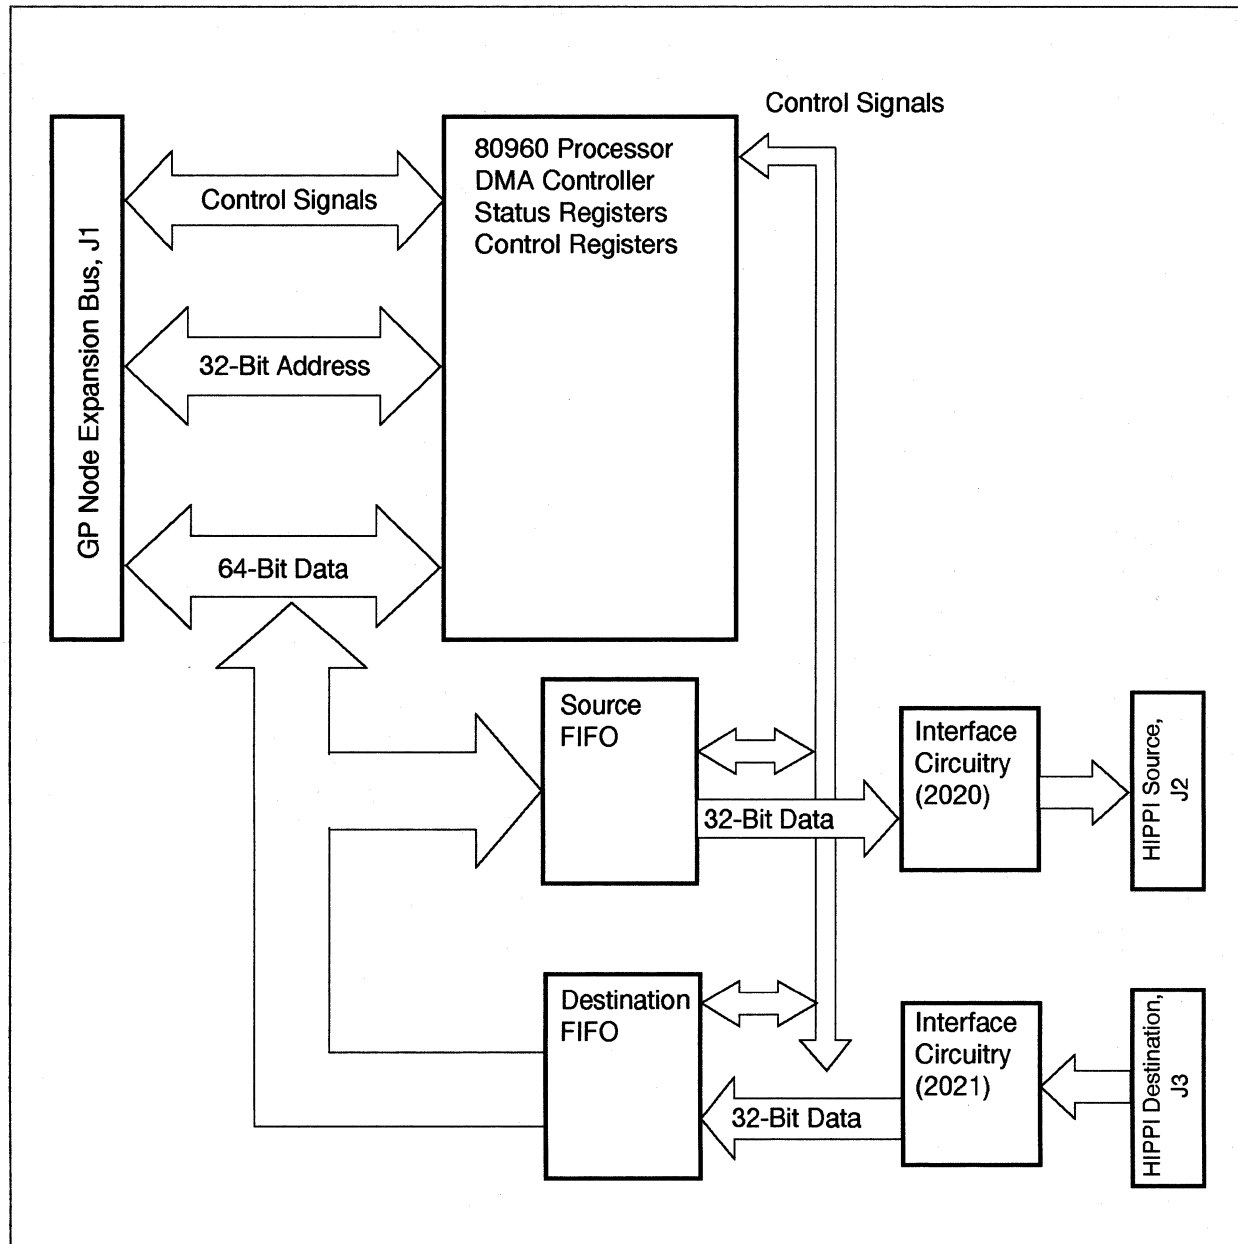 Control Signals
80960 Processor
DMA Controller
Status Registers
Control Registers
Control Signals
GP Node Expansion Bus, J1
32-Bit Address
64-Bit Data
Source
FIFO
Interface
Circuitry
(2020)
HIPPI Source,
J2
32-Bit Data
Destination
FIFO
Interface
Circuitry
(2021)
HIPPI Destination,
J3
32-Bit Data